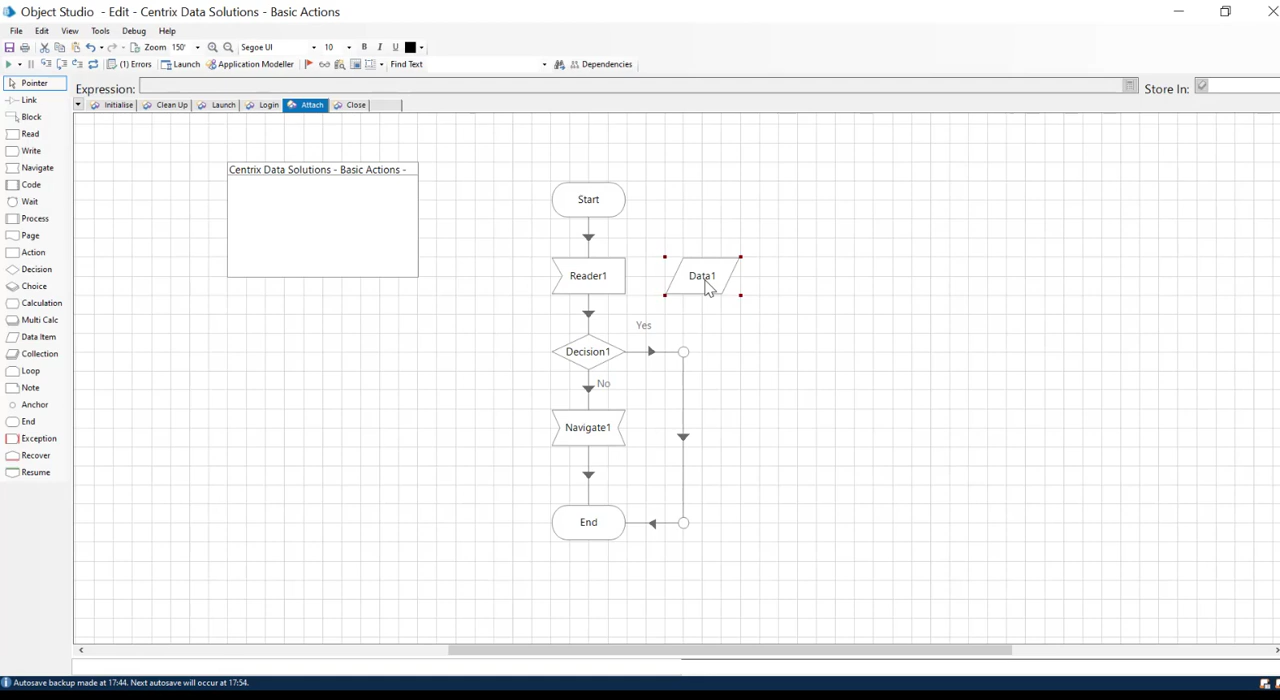 Object Studio - Edit - Centrix Data Solutions - Basic Actions
File Edit View Tools Debug Help
Zoom 150' Segoe UI 10 B I U
(1) Errors Launch Application Modeller Find Text Dependencies
Pointer
Expression: Store In:
Link
Initialise Clean Up Launch Login Attach Close
Block
Read
Write
Navigate
Code
Wait
Process
Page
Action
Decision
Choice
Calculation
Multi Calc
Data Item
Collection
Loop
Note
Anchor
End
Exception
Recover
Resume
Centrix Data Solutions - Basic Actions -
Start
Reader1
Data1
Yes
Decision1
No
Navigate1
End
Autosave backup made at 17:44. Next autosave will occur at 17:54.